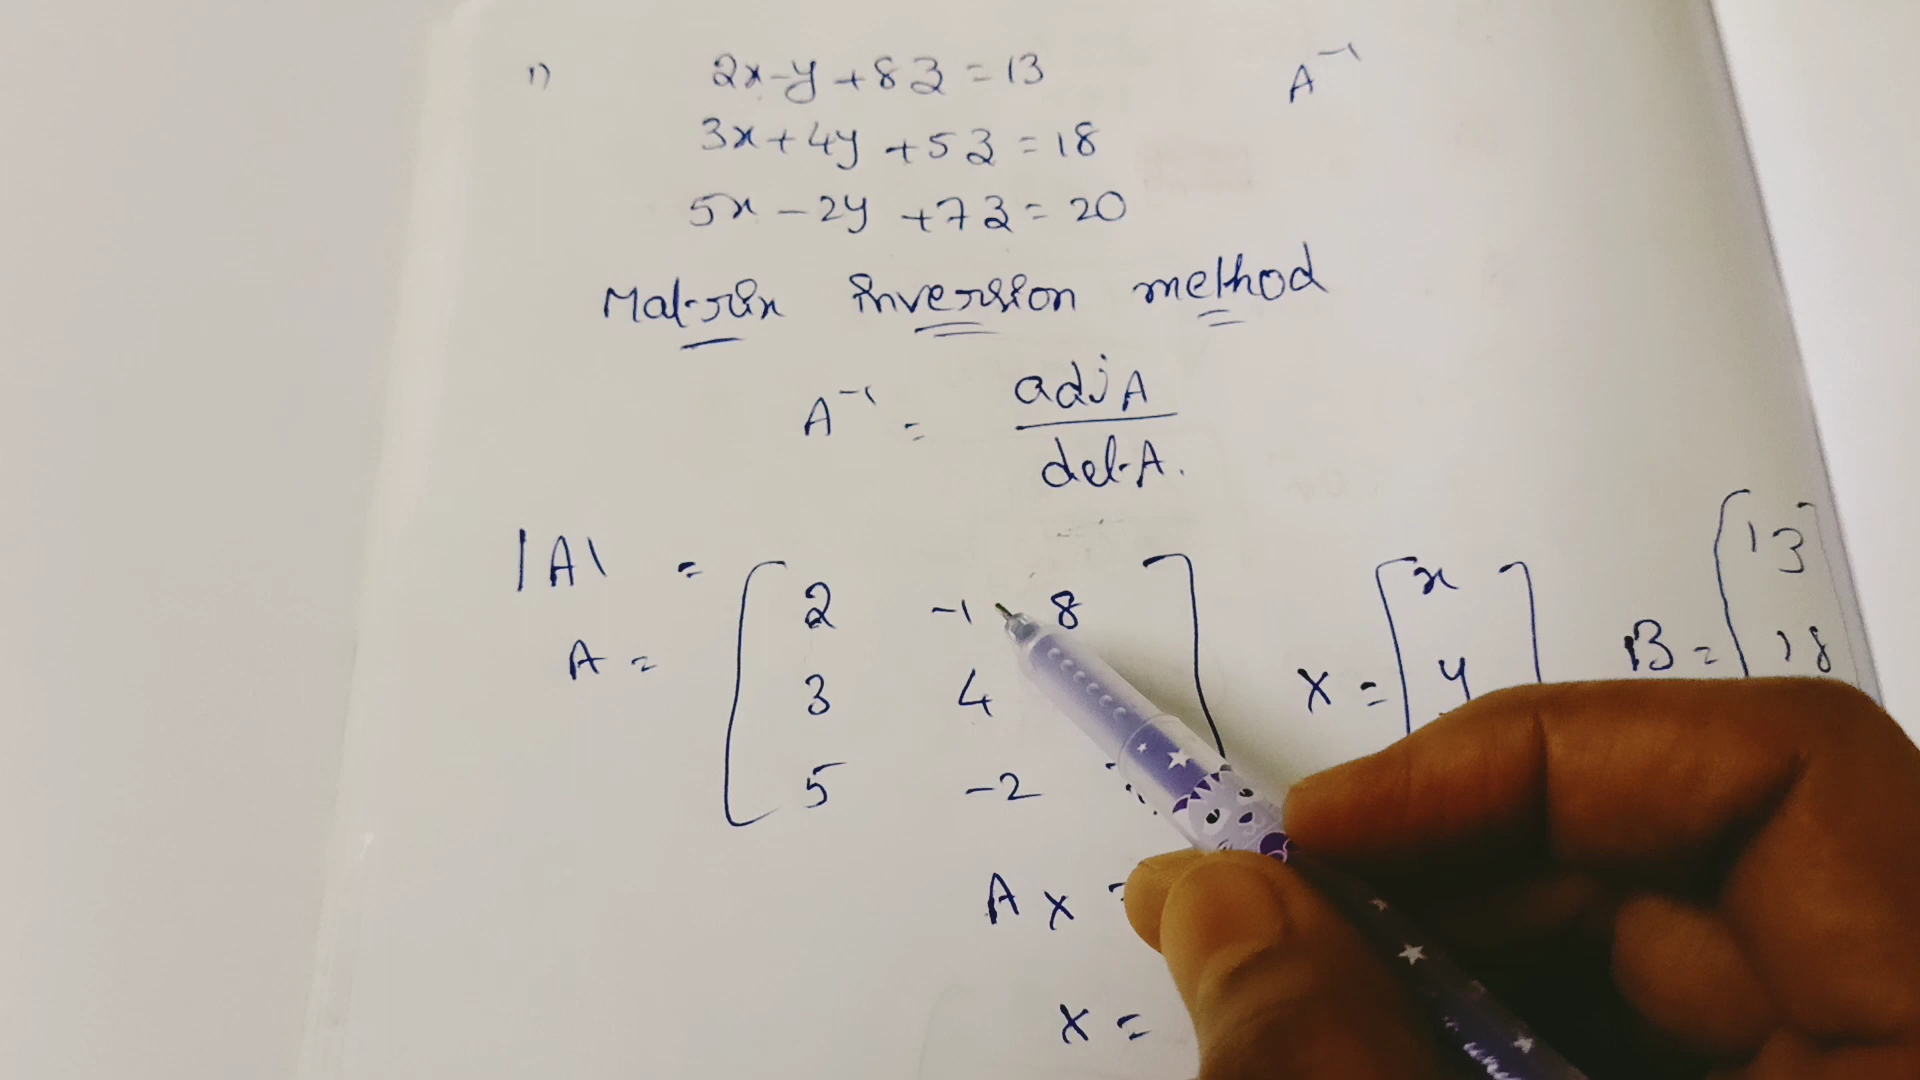 1) 2x-y+8z=13 A⁻¹
3x+4y+5z=18
5x-2y+7z=20
Matrix inversion method
A⁻¹ = adj A
det A.
|A| =
A = [ 2 -1 8
3 4
5 -2
X = [ x
y
B = [ 13
18
A X =
X =